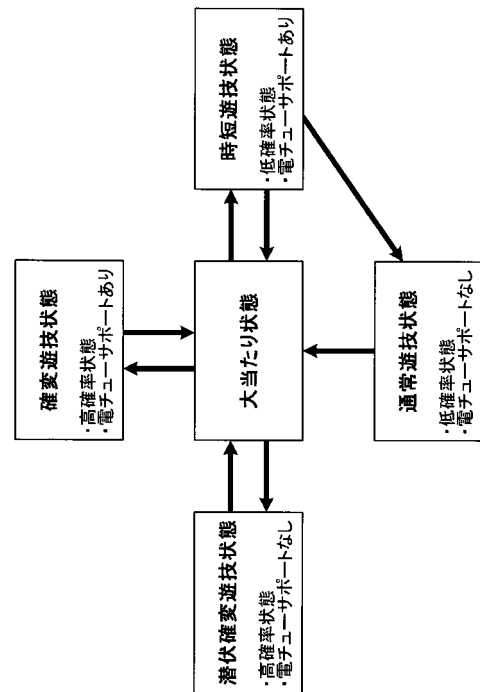 潜伏確変遊技状態
・高確率状態
・電チューサポートなし
通常遊技状態
・低確率状態
・電チューサポートなし
大当たり状態
確変遊技状態
・高確率状態
・電チューサポートあり
時短遊技状態
・低確率状態
・電チューサポートあり